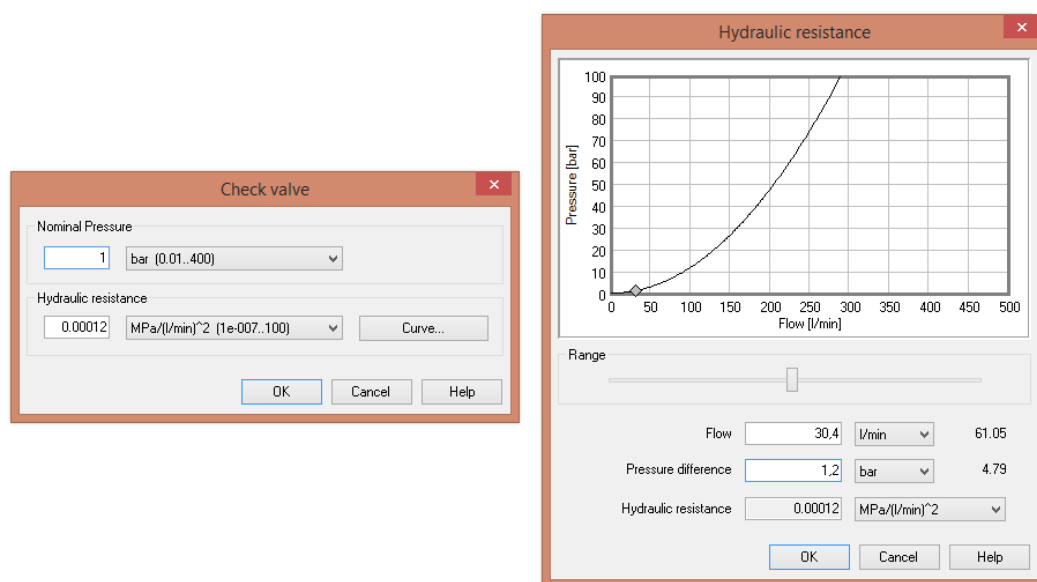 Check valve
Nominal Pressure
1 bar (0.01..400)
Hydraulic resistance
0.00012 MPa/(l/min)^2 (1e-007..100) Curve...
OK Cancel Help
Hydraulic resistance
100
90
80
70
60
50
40
30
20
10
0
Pressure [bar]
0 50 100 150 200 250 300 350 400 450 500
Flow [l/min]
Range
Flow 30,4 l/min 61.05
Pressure difference 1,2 bar 4.79
Hydraulic resistance 0.00012 MPa/(l/min)^2
OK Cancel Help